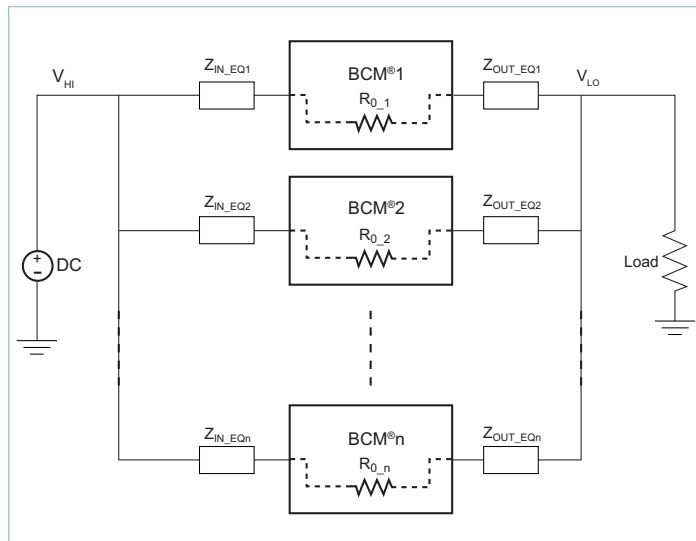 V_HI
Z_IN_EQ1
BCM®1
R_0_1
Z_OUT_EQ1
V_LO
Z_IN_EQ2
BCM®2
R_0_2
Z_OUT_EQ2
+
-
DC
Load
Z_IN_EQn
BCM®n
R_0_n
Z_OUT_EQn